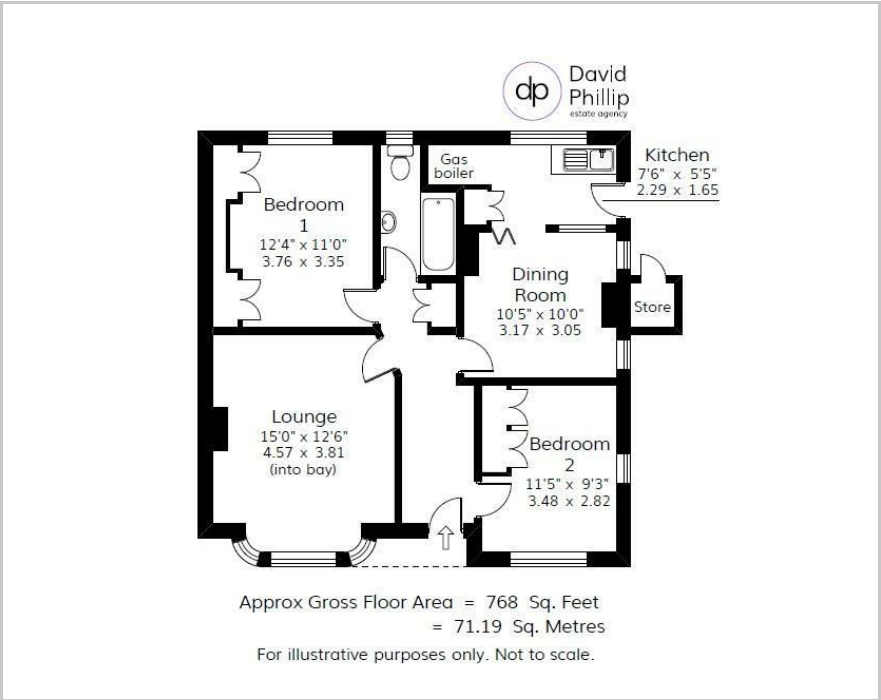 dp
David
Phillip
estate agency
Gas
boiler
Kitchen
7'6" x 5'5"
2.29 x 1.65
Bedroom
1
12'4" x 11'0"
3.76 x 3.35
Dining
Room
10'5" x 10'0"
3.17 x 3.05
Store
Lounge
15'0" x 12'6"
4.57 x 3.81
(into bay)
Bedroom
2
11'5" x 9'3"
3.48 x 2.82
Approx Gross Floor Area = 768 Sq. Feet
= 71.19 Sq. Metres
For illustrative purposes only. Not to scale.